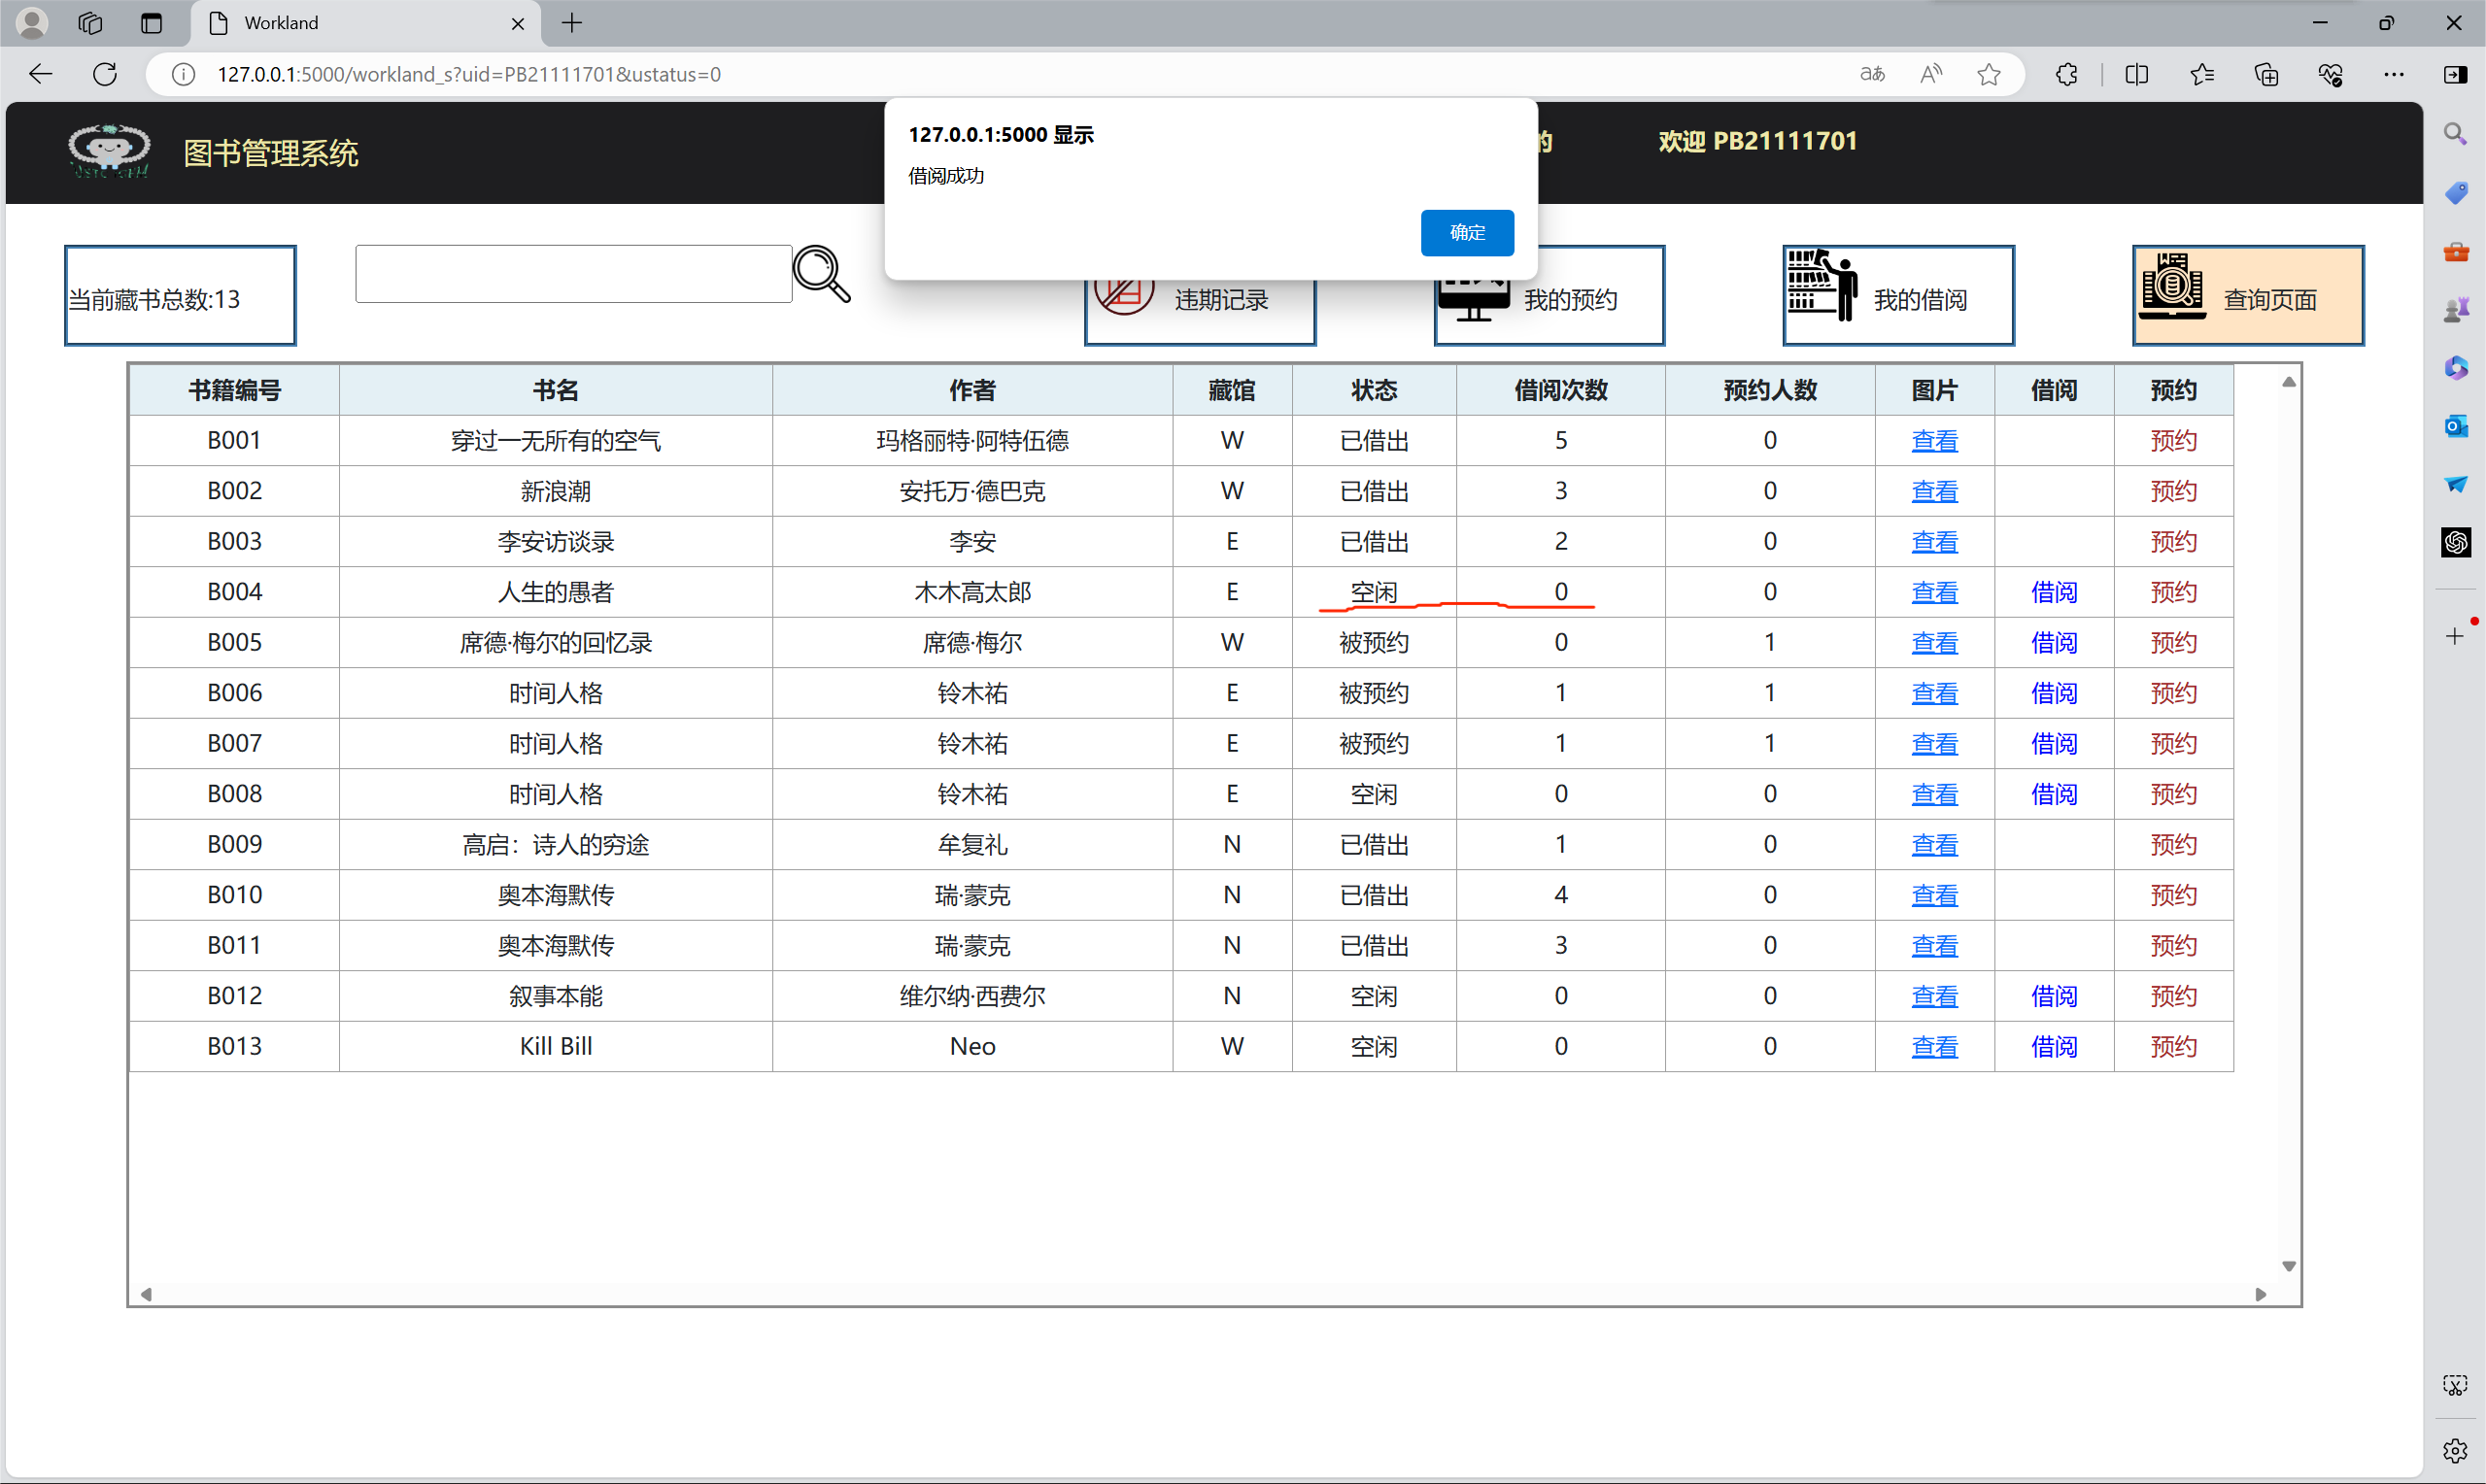 Workland
127.0.0.1:5000/workland_s?uid=PB21111701&ustatus=0
图书管理系统
127.0.0.1:5000 显示
借阅成功
确定
的
欢迎 PB21111701
当前藏书总数:13
违期记录
我的预约
我的借阅
查询页面
书籍编号 书名 作者 藏馆 状态 借阅次数 预约人数 图片 借阅 预约
B001 穿过一无所有的空气 玛格丽特·阿特伍德 W 已借出 5 0 查看 预约
B002 新浪潮 安托万·德巴克 W 已借出 3 0 查看 预约
B003 李安访谈录 李安 E 已借出 2 0 查看 预约
B004 人生的愚者 木木高太郎 E 空闲 0 0 查看 借阅 预约
B005 席德·梅尔的回忆录 席德·梅尔 W 被预约 0 1 查看 借阅 预约
B006 时间人格 铃木祐 E 被预约 1 1 查看 借阅 预约
B007 时间人格 铃木祐 E 被预约 1 1 查看 借阅 预约
B008 时间人格 铃木祐 E 空闲 0 0 查看 借阅 预约
B009 高启：诗人的穷途 牟复礼 N 已借出 1 0 查看 预约
B010 奥本海默传 瑞·蒙克 N 已借出 4 0 查看 预约
B011 奥本海默传 瑞·蒙克 N 已借出 3 0 查看 预约
B012 叙事本能 维尔纳·西费尔 N 空闲 0 0 查看 借阅 预约
B013 Kill Bill Neo W 空闲 0 0 查看 借阅 预约